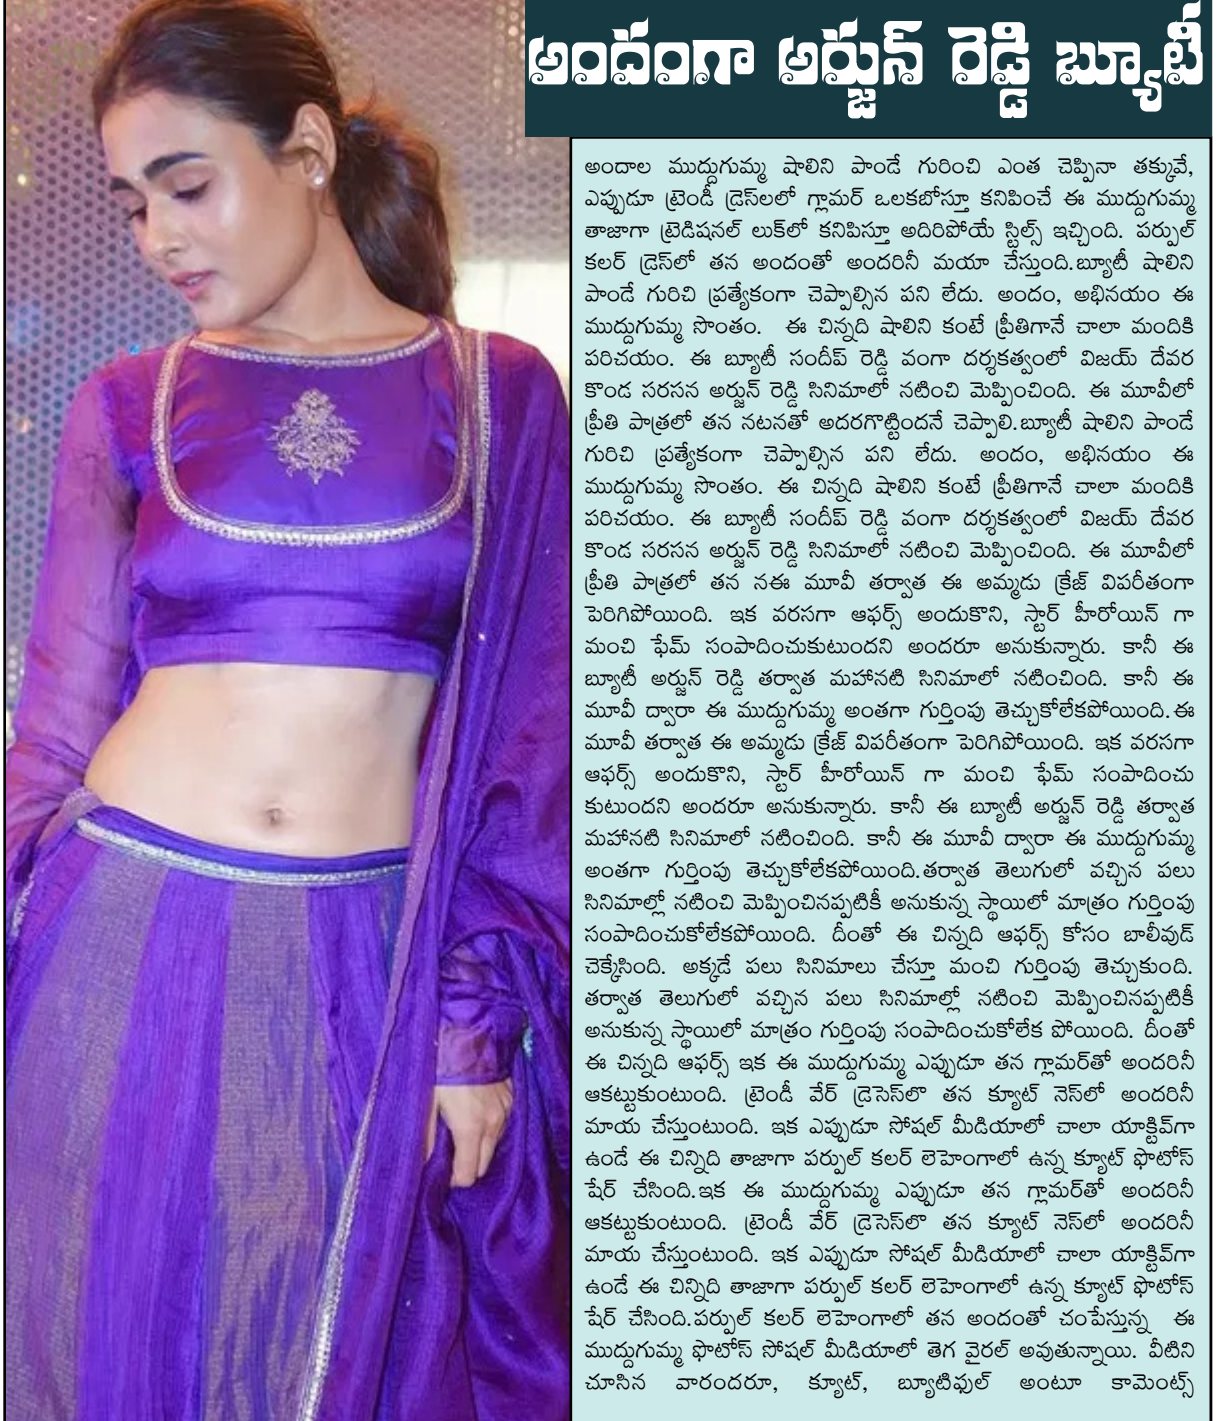 అందంగా అర్జున్ రెడ్డి బ్యూటీ
అందాల ముద్దుగుమ్మ షాలిని పాండే గురించి ఎంత చెప్పినా తక్కువే,
ఎప్పుడూ ట్రెండీ డ్రెస్‌లలో గ్లామర్ ఒలకబోస్తూ కనిపించే ఈ ముద్దుగుమ్మ
తాజాగా ట్రెడిషనల్ లుక్‌లో కనిపిస్తూ అదిరిపోయే స్టిల్స్ ఇచ్చింది. పర్పుల్
కలర్ డ్రెస్‌లో తన అందంతో అందరినీ మయా చేస్తుంది.బ్యూటీ షాలిని
పాండే గురిచి ప్రత్యేకంగా చెప్పాల్సిన పని లేదు. అందం, అభినయం ఈ
ముద్దుగుమ్మ సొంతం. ఈ చిన్నది షాలిని కంటే ప్రీతిగానే చాలా మందికి
పరిచయం. ఈ బ్యూటీ సందీప్ రెడ్డి వంగా దర్శకత్వంలో విజయ్ దేవర
కొండ సరసన అర్జున్ రెడ్డి సినిమాలో నటించి మెప్పించింది. ఈ మూవీలో
ప్రీతి పాత్రలో తన నటనతో అదరగొట్టిందనే చెప్పాలి.బ్యూటీ షాలిని పాండే
గురిచి ప్రత్యేకంగా చెప్పాల్సిన పని లేదు. అందం, అభినయం ఈ
ముద్దుగుమ్మ సొంతం. ఈ చిన్నది షాలిని కంటే ప్రీతిగానే చాలా మందికి
పరిచయం. ఈ బ్యూటీ సందీప్ రెడ్డి వంగా దర్శకత్వంలో విజయ్ దేవర
కొండ సరసన అర్జున్ రెడ్డి సినిమాలో నటించి మెప్పించింది. ఈ మూవీలో
ప్రీతి పాత్రలో తన నఈ మూవీ తర్వాత ఈ అమ్మడు క్రేజ్ విపరీతంగా
పెరిగిపోయింది. ఇక వరసగా ఆఫర్స్ అందుకొని, స్టార్ హీరోయిన్ గా
మంచి ఫేమ్ సంపాదించుకుటుందని అందరూ అనుకున్నారు. కానీ ఈ
బ్యూటీ అర్జున్ రెడ్డి తర్వాత మహానటి సినిమాలో నటించింది. కానీ ఈ
మూవీ ద్వారా ఈ ముద్దుగుమ్మ అంతగా గుర్తింపు తెచ్చుకోలేకపోయింది.ఈ
మూవీ తర్వాత ఈ అమ్మడు క్రేజ్ విపరీతంగా పెరిగిపోయింది. ఇక వరసగా
ఆఫర్స్ అందుకొని, స్టార్ హీరోయిన్ గా మంచి ఫేమ్ సంపాదించు
కుటుందని అందరూ అనుకున్నారు. కానీ ఈ బ్యూటీ అర్జున్ రెడ్డి తర్వాత
మహానటి సినిమాలో నటించింది. కానీ ఈ మూవీ ద్వారా ఈ ముద్దుగుమ్మ
అంతగా గుర్తింపు తెచ్చుకోలేకపోయింది.తర్వాత తెలుగులో వచ్చిన పలు
సినిమాల్లో నటించి మెప్పించినప్పటికీ అనుకున్న స్థాయిలో మాత్రం గుర్తింపు
సంపాదించుకోలేకపోయింది. దీంతో ఈ చిన్నది ఆఫర్స్ కోసం బాలీవుడ్
చెక్కేసింది. అక్కడే పలు సినిమాలు చేస్తూ మంచి గుర్తింపు తెచ్చుకుంది.
తర్వాత తెలుగులో వచ్చిన పలు సినిమాల్లో నటించి మెప్పించినప్పటికీ
అనుకున్న స్థాయిలో మాత్రం గుర్తింపు సంపాదించుకోలేక పోయింది. దీంతో
ఈ చిన్నది ఆఫర్స్ ఇక ఈ ముద్దుగుమ్మ ఎప్పుడూ తన గ్లామర్‌తో అందరినీ
ఆకట్టుకుంటుంది. ట్రెండీ వేర్ డ్రెసెస్‌లొ తన క్యూట్ నెస్‌లో అందరినీ
మాయ చేస్తుంటుంది. ఇక ఎప్పుడూ సోషల్ మీడియాలో చాలా యాక్టివ్‌గా
ఉండే ఈ చిన్నిది తాజాగా పర్పుల్ కలర్ లెహెంగాలో ఉన్న క్యూట్ ఫొటోస్
షేర్ చేసింది.ఇక ఈ ముద్దుగుమ్మ ఎప్పుడూ తన గ్లామర్‌తో అందరినీ
ఆకట్టుకుంటుంది. ట్రెండీ వేర్ డ్రెసెస్‌లొ తన క్యూట్ నెస్‌లో అందరినీ
మాయ చేస్తుంటుంది. ఇక ఎప్పుడూ సోషల్ మీడియాలో చాలా యాక్టివ్‌గా
ఉండే ఈ చిన్నిది తాజాగా పర్పుల్ కలర్ లెహెంగాలో ఉన్న క్యూట్ ఫొటోస్
షేర్ చేసింది.పర్పుల్ కలర్ లెహెంగాలో తన అందంతో చంపేస్తున్న ఈ
ముద్దుగుమ్మ ఫొటోస్ సోషల్ మీడియాలో తెగ వైరల్ అవుతున్నాయి. వీటిని
చూసిన వారందరూ, క్యూట్, బ్యూటిఫుల్ అంటూ కామెంట్స్